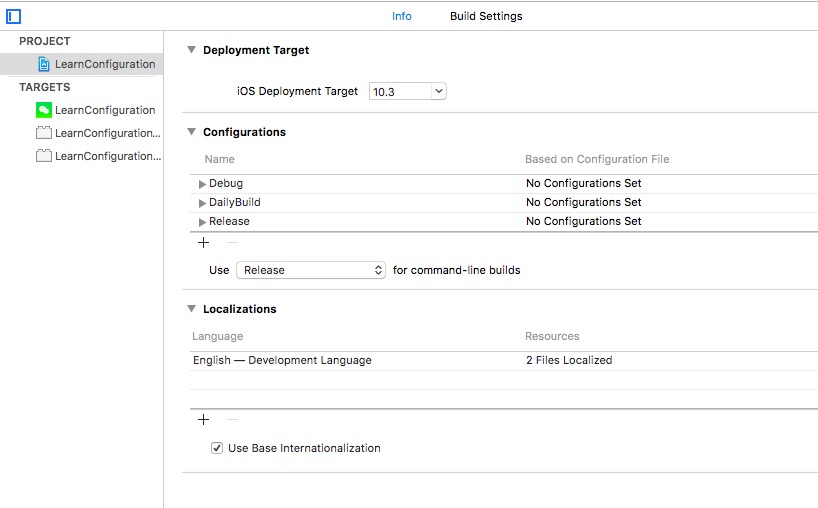 Info Build Settings
PROJECT
LearnConfiguration
TARGETS
LearnConfiguration
LearnConfiguration...
LearnConfiguration...
Deployment Target
iOS Deployment Target 10.3
Configurations
Name Based on Configuration File
Debug No Configurations Set
DailyBuild No Configurations Set
Release No Configurations Set
Use Release for command-line builds
Localizations
Language Resources
English — Development Language 2 Files Localized
Use Base Internationalization